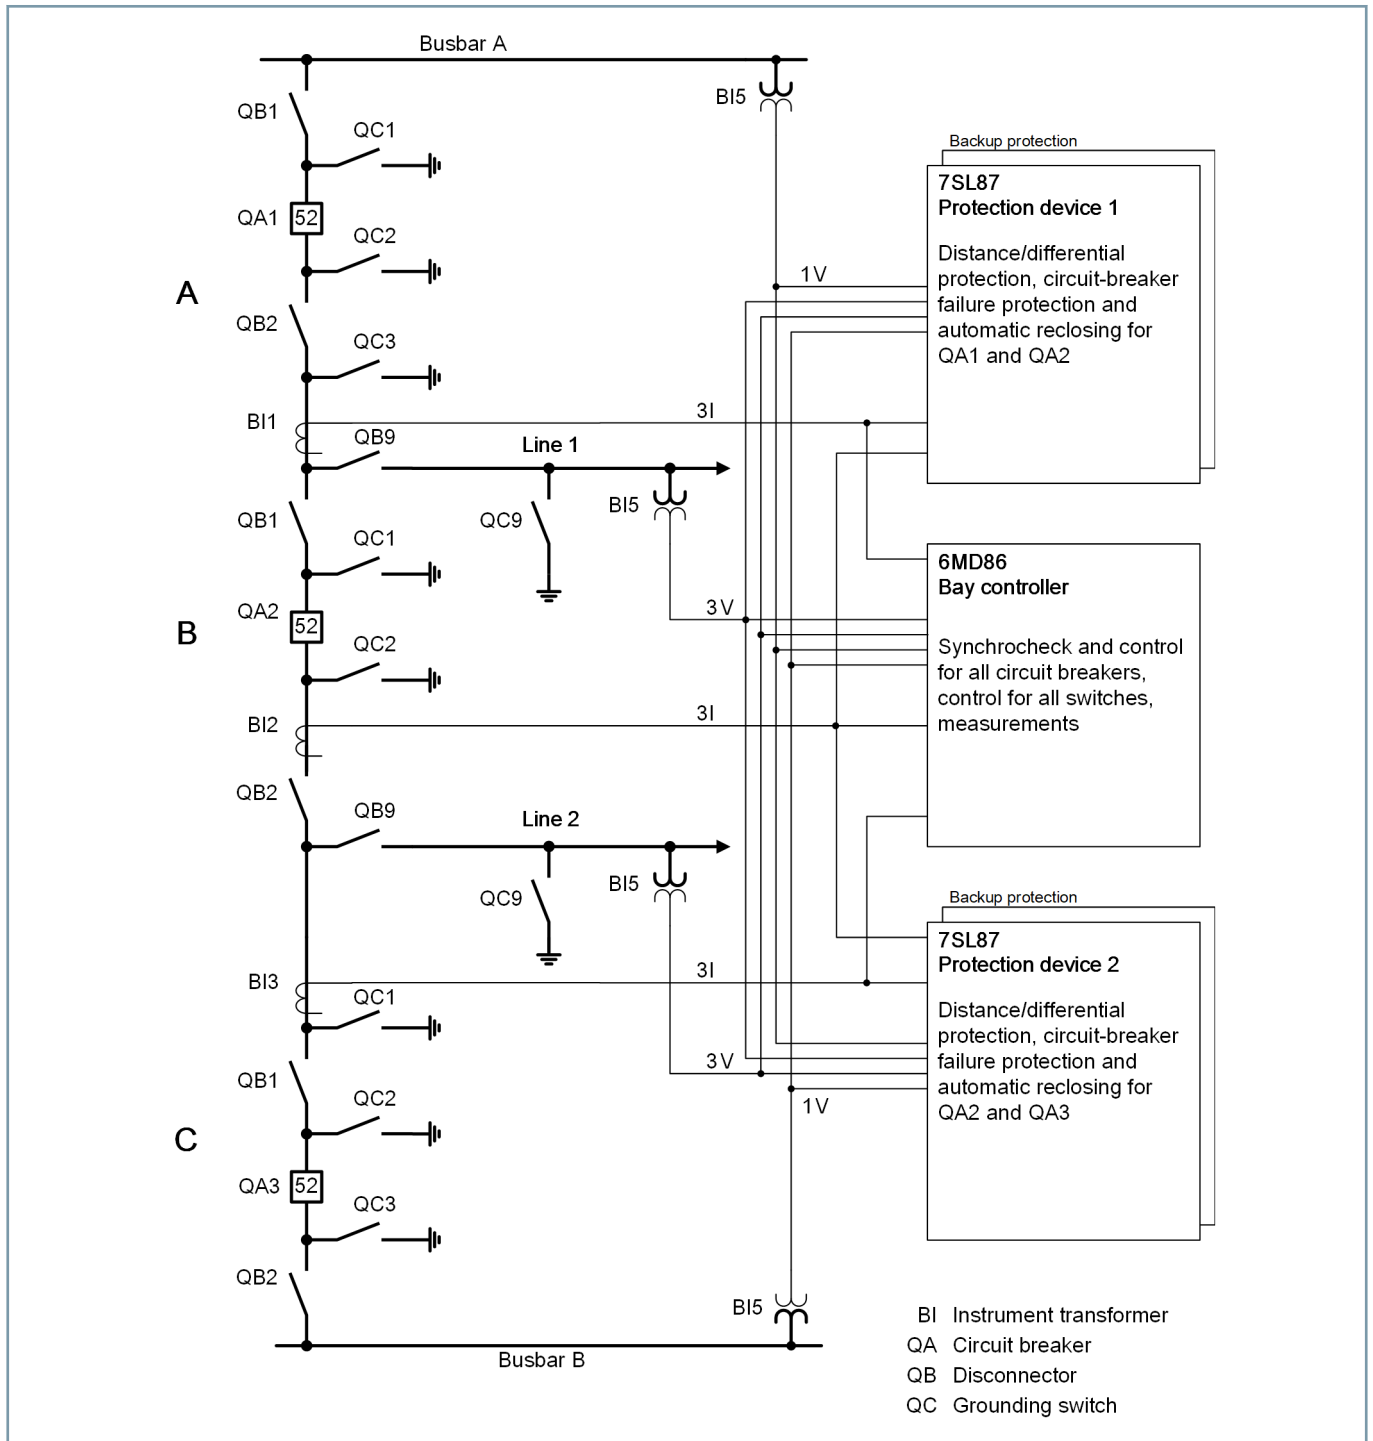 Busbar A
BI5
QB1
QC1
Backup protection
7SL87
Protection device 1
QA1 52
QC2
Distance/differential
protection, circuit-breaker
failure protection and
automatic reclosing for
QA1 and QA2
1V
A
QB2
QC3
BI1
3I
QB9
Line 1
BI5
QC9
QB1
QC1
6MD86
Bay controller
QA2 52
3V
B
QC2
Synchrocheck and control
for all circuit breakers,
control for all switches,
measurements
BI2
3I
QB2
QB9
Line 2
BI5
QC9
Backup protection
7SL87
Protection device 2
BI3
3I
QC1
Distance/differential
protection, circuit-breaker
failure protection and
automatic reclosing for
QA2 and QA3
3V
QB1
QC2
1V
C
QA3 52
QC3
QB2
BI5
Busbar B
BI Instrument transformer
QA Circuit breaker
QB Disconnector
QC Grounding switch